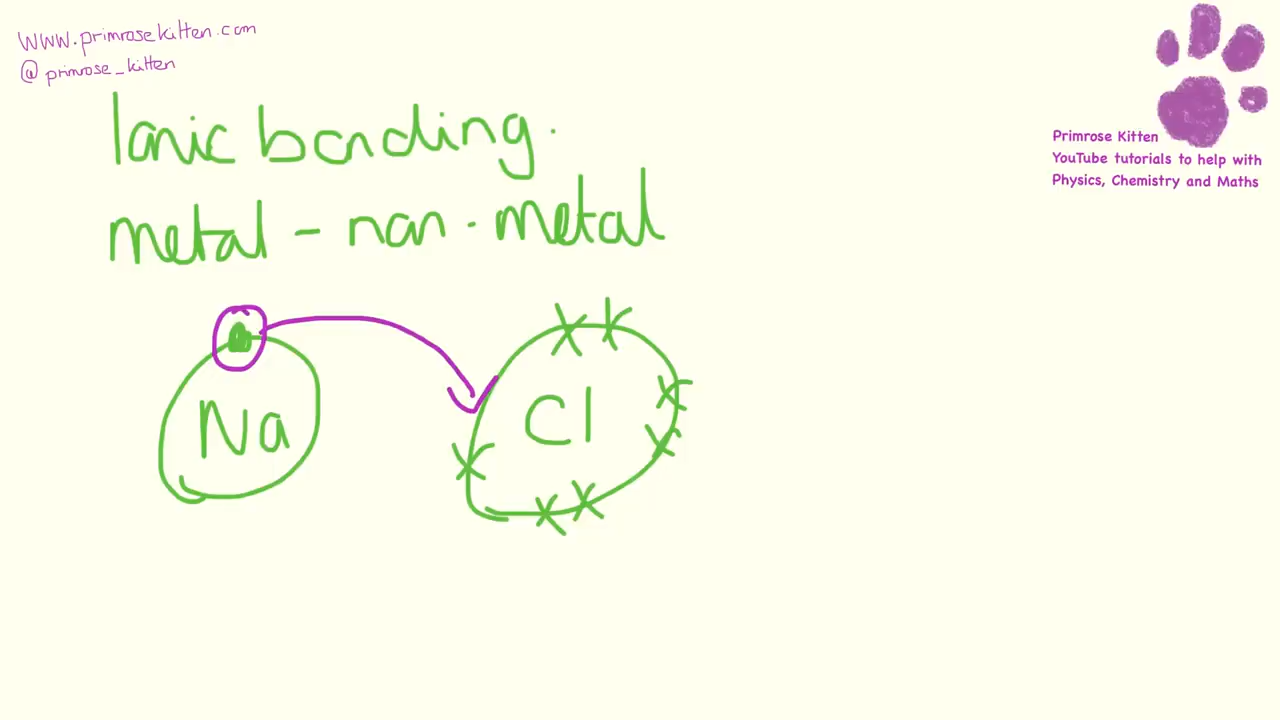 www.primrosekitten.com
@primrose_kitten
Primrose Kitten
YouTube tutorials to help with
Physics, Chemistry and Maths
Ionic bonding.
metal - non-metal
Na
Cl